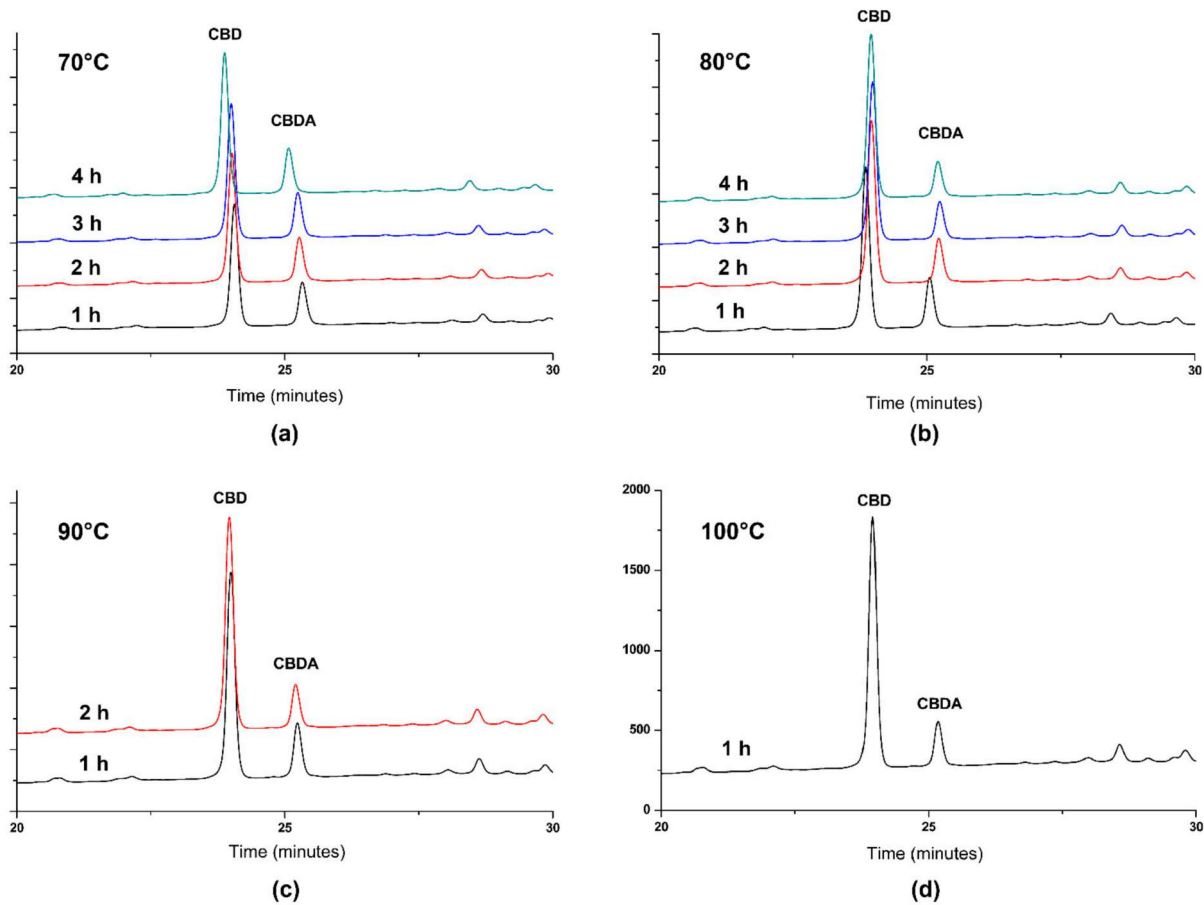 CBD
70°C
CBDA
4 h
3 h
2 h
1 h
20
25
30
Time (minutes)
(a)
CBD
80°C
CBDA
4 h
3 h
2 h
1 h
20
25
30
Time (minutes)
(b)
CBD
90°C
CBDA
2 h
1 h
20
25
30
Time (minutes)
(c)
2000
CBD
100°C
1500
1000
CBDA
500
1 h
0
20
25
30
Time (minutes)
(d)